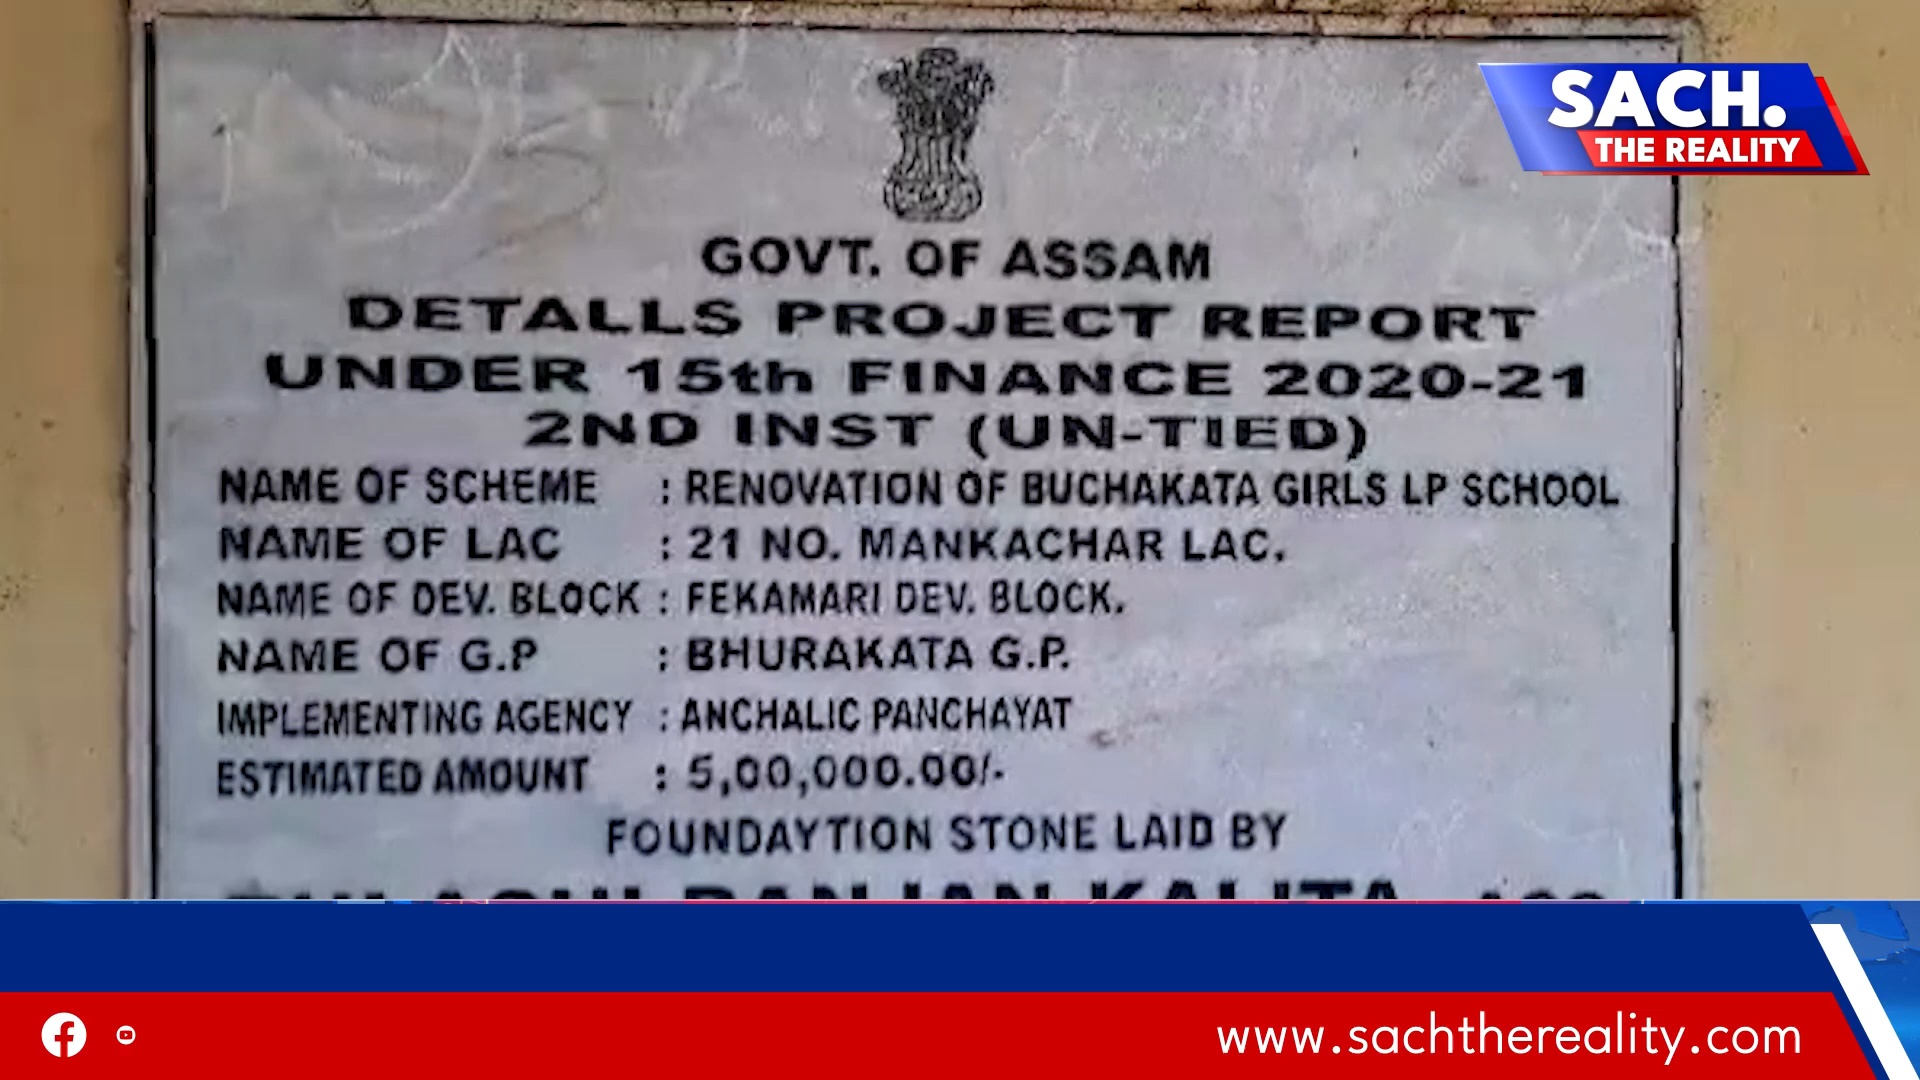 SACH.
THE REALITY
GOVT. OF ASSAM
DETALLS PROJECT REPORT
UNDER 15th FINANCE 2020-21
2ND INST (UN-TIED)
NAME OF SCHEME : RENOVATION OF BUCHAKATA GIRLS LP SCHOOL
NAME OF LAC : 21 NO. MANKACHAR LAC.
NAME OF DEV. BLOCK : FEKAMARI DEV. BLOCK.
NAME OF G.P : BHURAKATA G.P.
IMPLEMENTING AGENCY : ANCHALIC PANCHAYAT
ESTIMATED AMOUNT : 5,00,000.00/-
FOUNDAYTION STONE LAID BY
RANJAN KALITA
www.sachthereality.com